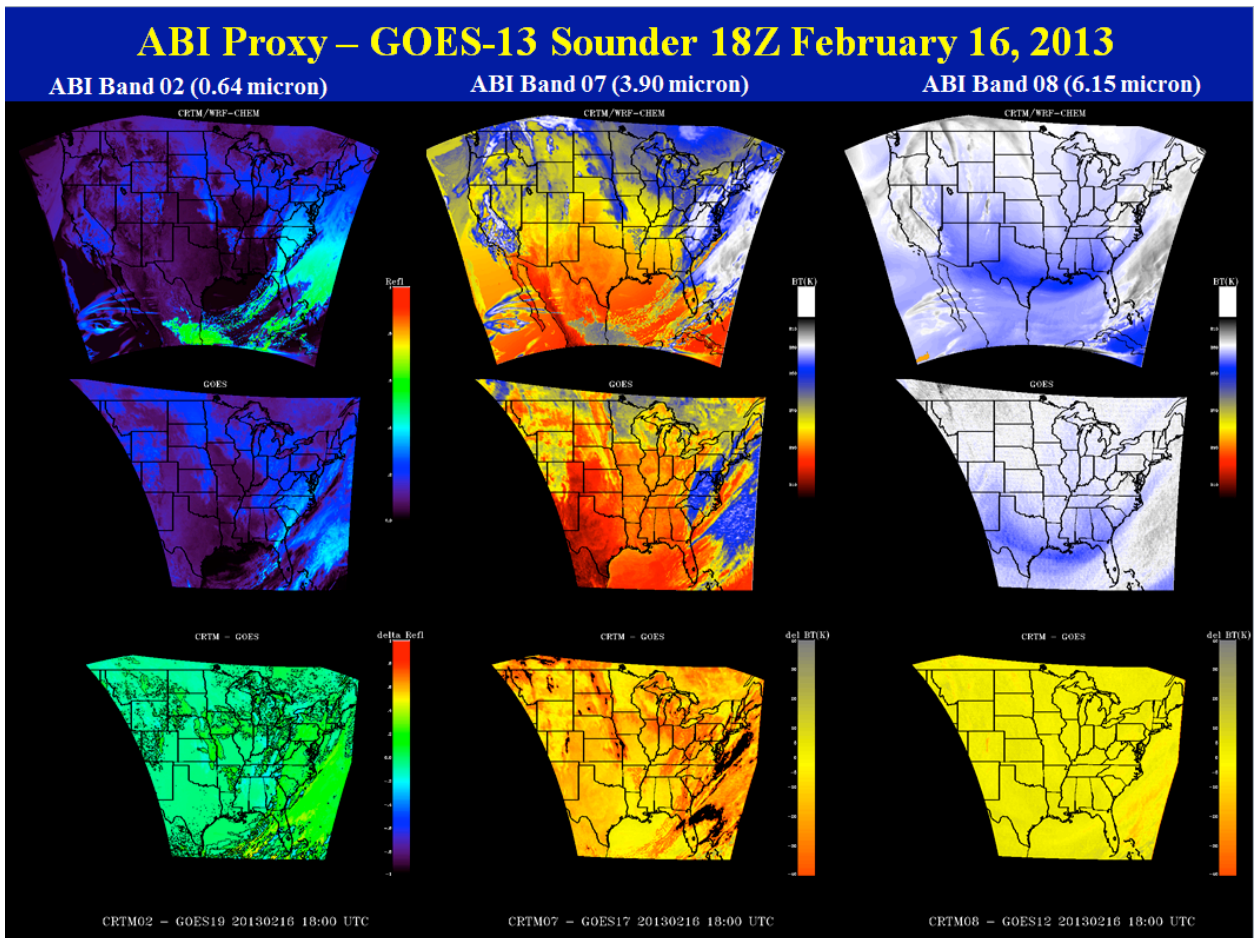 ABI Proxy – GOES-13 Sounder 18Z February 16, 2013
ABI Band 02 (0.64 micron)
ABI Band 07 (3.90 micron)
ABI Band 08 (6.15 micron)
CRTM/WRF-CHEM
CRTM/WRF-CHEM
CRTM/WRF-CHEM
Refl
BT(K)
BT(K)
GOES
GOES
GOES
CRTM - GOES
delta Refl
CRTM - GOES
del BT(K)
CRTM - GOES
del BT(K)
CRTM02 - GOES19 20130216 18:00 UTC
CRTM07 - GOES17 20130216 18:00 UTC
CRTM08 - GOES12 20130216 18:00 UTC